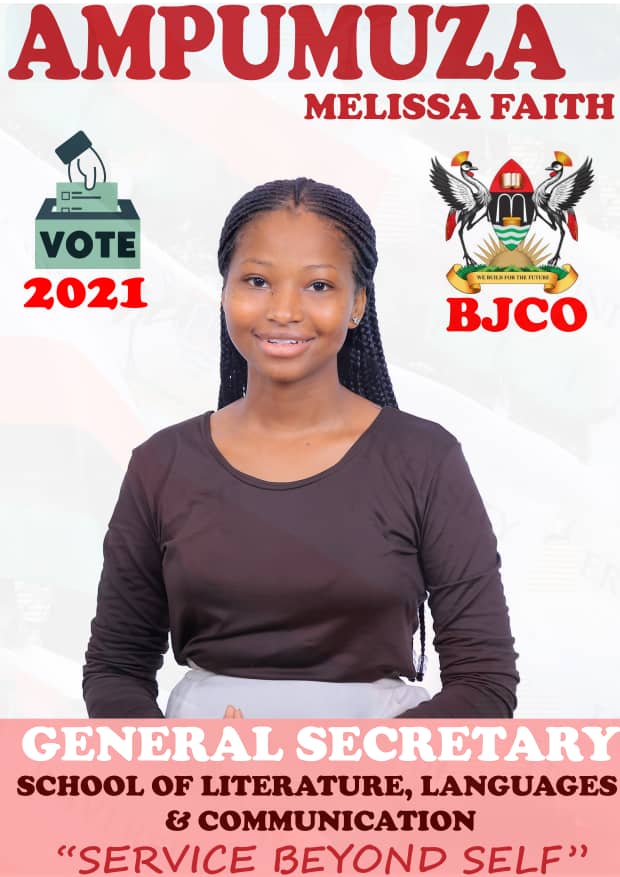 AMPUMUZA
MELISSA FAITH
VOTE
2021
WE BUILD FOR THE FUTURE
BJCO
GENERAL SECRETARY
SCHOOL OF LITERATURE, LANGUAGES
& COMMUNICATION
“SERVICE BEYOND SELF”